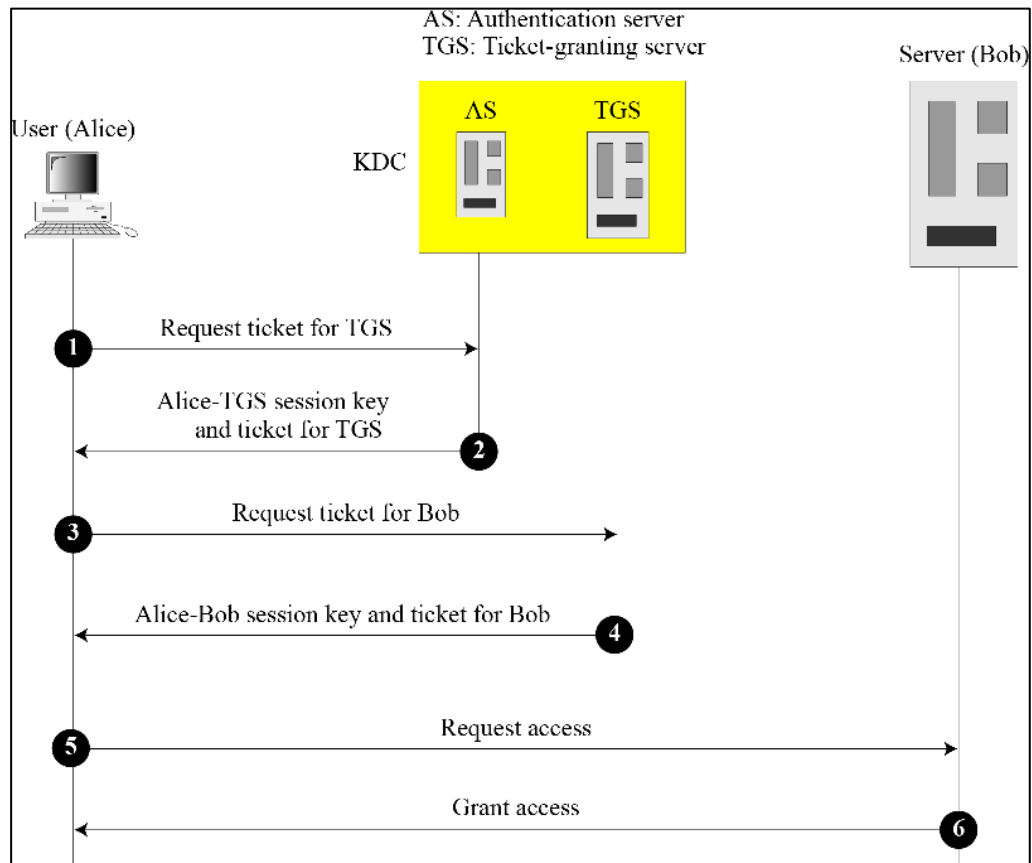 AS: Authentication server
TGS: Ticket-granting server
Server (Bob)
User (Alice)
AS
TGS
KDC
Request ticket for TGS
1
Alice-TGS session key
and ticket for TGS
2
Request ticket for Bob
3
Alice-Bob session key and ticket for Bob
4
Request access
5
Grant access
6